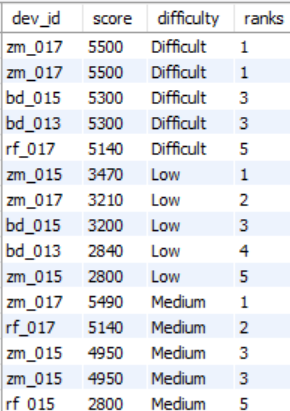 dev_id score difficulty ranks
zm_017 5500 Difficult 1
zm_017 5500 Difficult 1
bd_015 5300 Difficult 3
bd_013 5300 Difficult 3
rf_017 5140 Difficult 5
zm_015 3470 Low 1
zm_017 3210 Low 2
bd_015 3200 Low 3
bd_013 2840 Low 4
zm_015 2800 Low 5
zm_017 5490 Medium 1
rf_017 5140 Medium 2
zm_015 4950 Medium 3
zm_015 4950 Medium 3
rf_015 2800 Medium 5